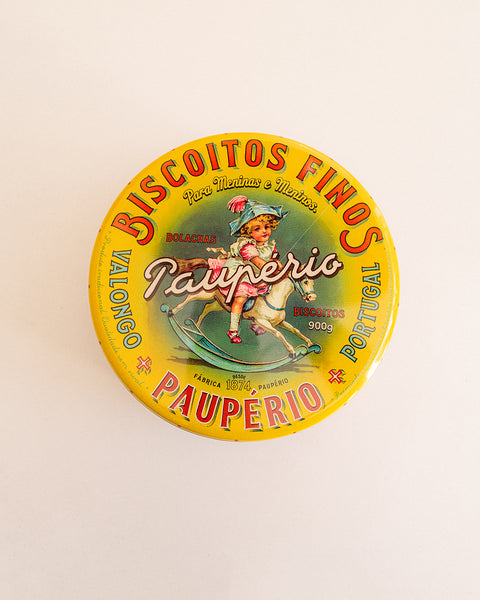 BISCOITOS FINOS
Para Meninas e Meninos.
BOLACHAS
Paupério
BISCOITOS
900g
VALONGO
PORTUGAL
DESDE
FÁBRICA 1874, PAUPÉRIO
PAUPÉRIO